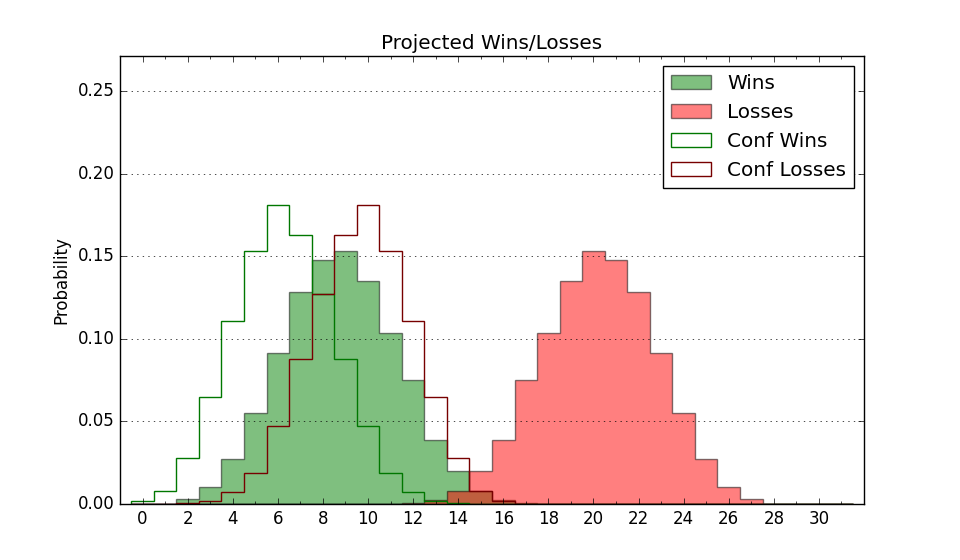 Projected Wins/Losses
Wins
Losses
Conf Wins
Conf Losses
Probability
0.25
0.20
0.15
0.10
0.05
0.00
0 2 4 6 8 10 12 14 16 18 20 22 24 26 28 30